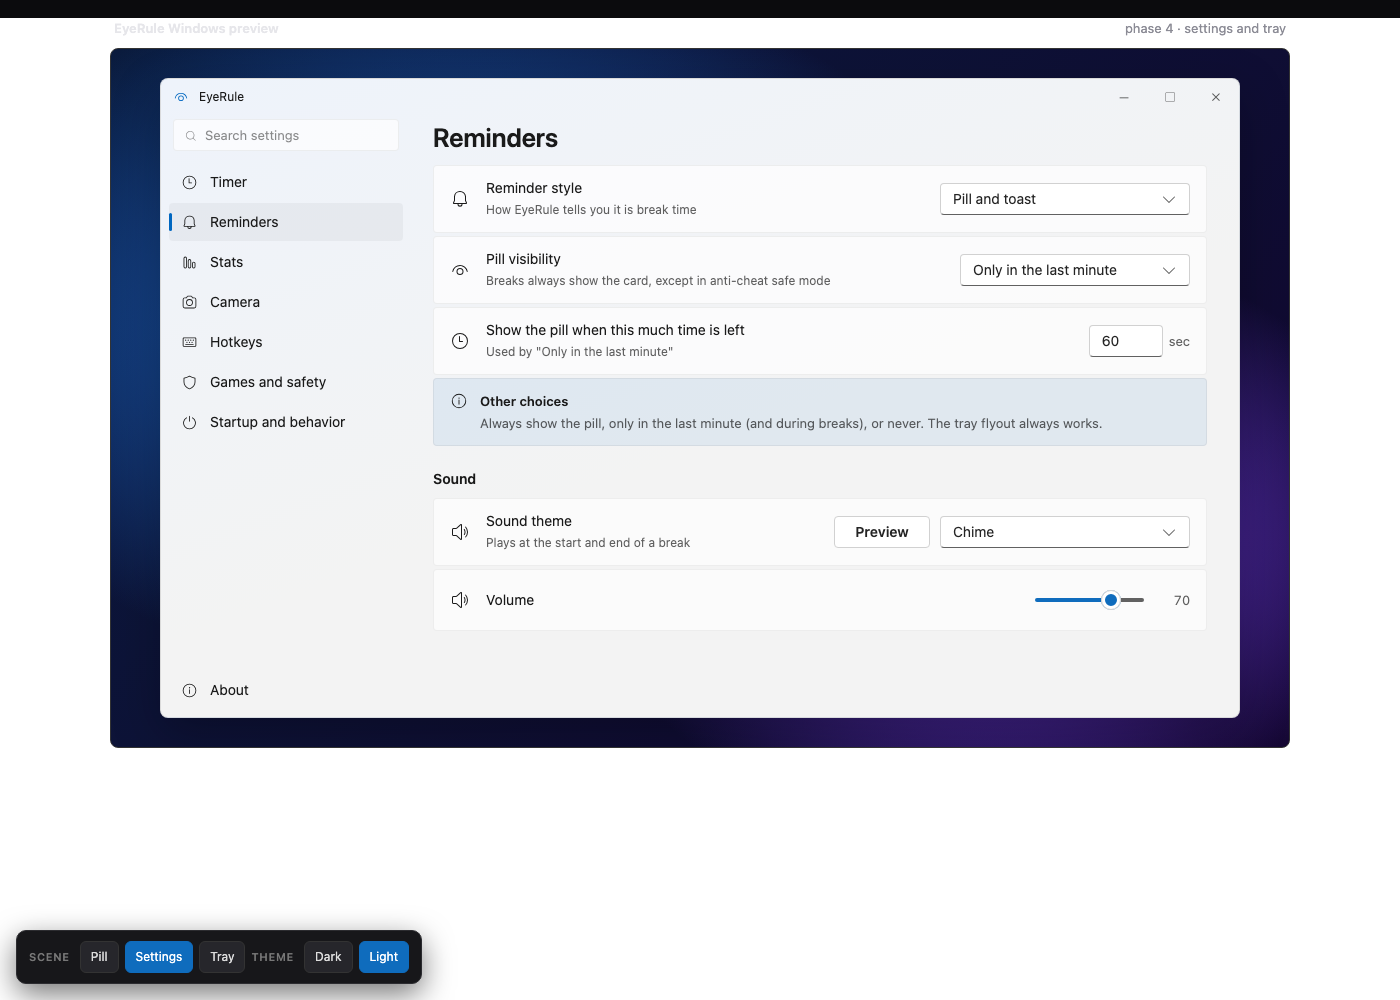 EyeRule Windows preview
phase 4 · settings and tray
EyeRule
Search settings
Timer
Reminders
Stats
Camera
Hotkeys
Games and safety
Startup and behavior
About
Reminders
Reminder style
How EyeRule tells you it is break time
Pill and toast
Pill visibility
Breaks always show the card, except in anti-cheat safe mode
Only in the last minute
Show the pill when this much time is left
Used by "Only in the last minute"
60 sec
Other choices
Always show the pill, only in the last minute (and during breaks), or never. The tray flyout always works.
Sound
Sound theme
Plays at the start and end of a break
Preview
Chime
Volume
70
SCENE Pill Settings Tray THEME Dark Light